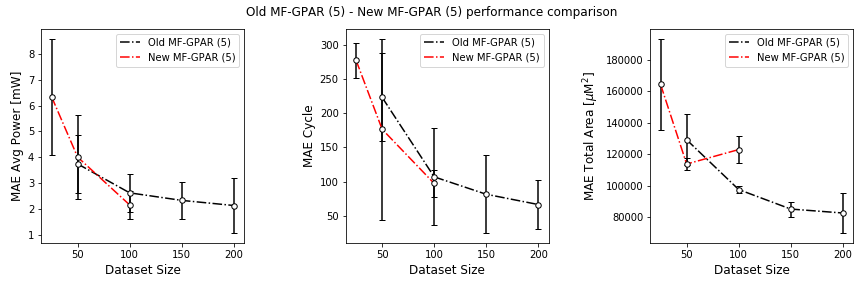 Old MF-GPAR (5) - New MF-GPAR (5) performance comparison
MAE Avg Power [mW]
8
7
6
5
4
3
2
1
50 100 150 200
Dataset Size
Old MF-GPAR (5)
New MF-GPAR (5)
MAE Cycle
300
250
200
150
100
50
50 100 150 200
Dataset Size
Old MF-GPAR (5)
New MF-GPAR (5)
MAE Total Area [μM²]
180000
160000
140000
120000
100000
80000
50 100 150 200
Dataset Size
Old MF-GPAR (5)
New MF-GPAR (5)